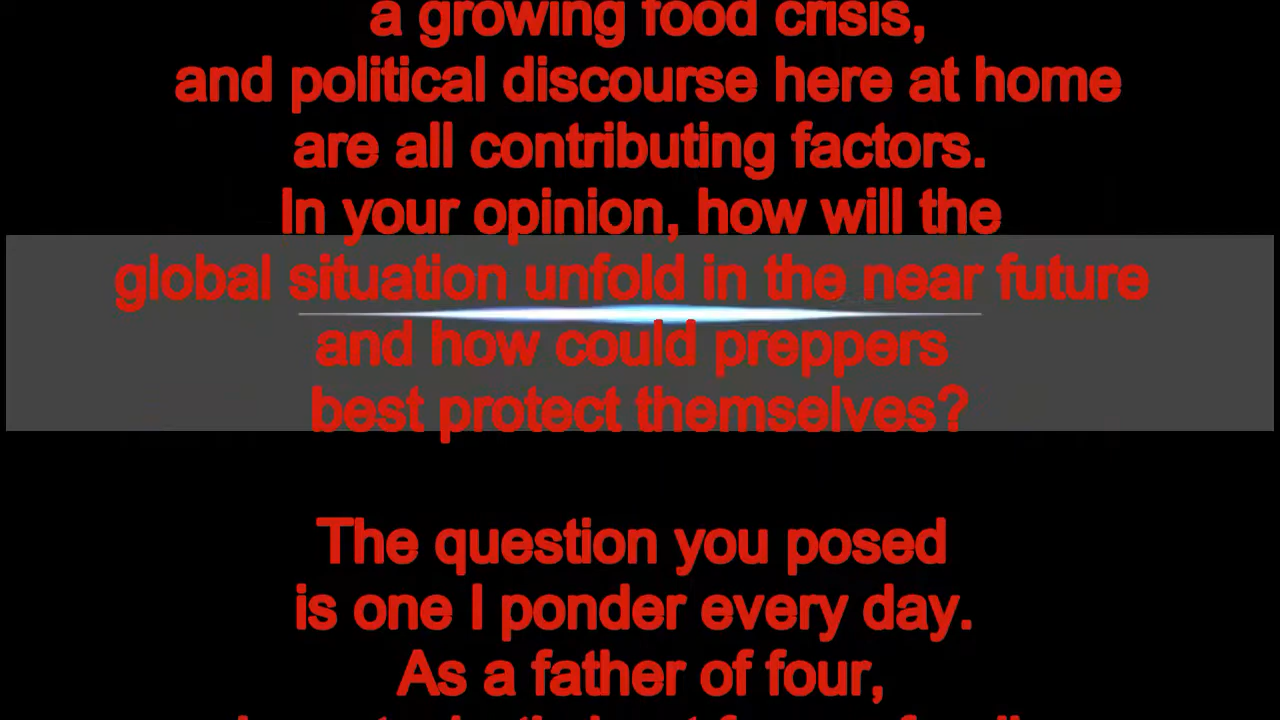 a growing food crisis,
and political discourse here at home
are all contributing factors.
In your opinion, how will the
global situation unfold in the near future
and how could preppers
best protect themselves?
The question you posed
is one I ponder every day.
As a father of four,